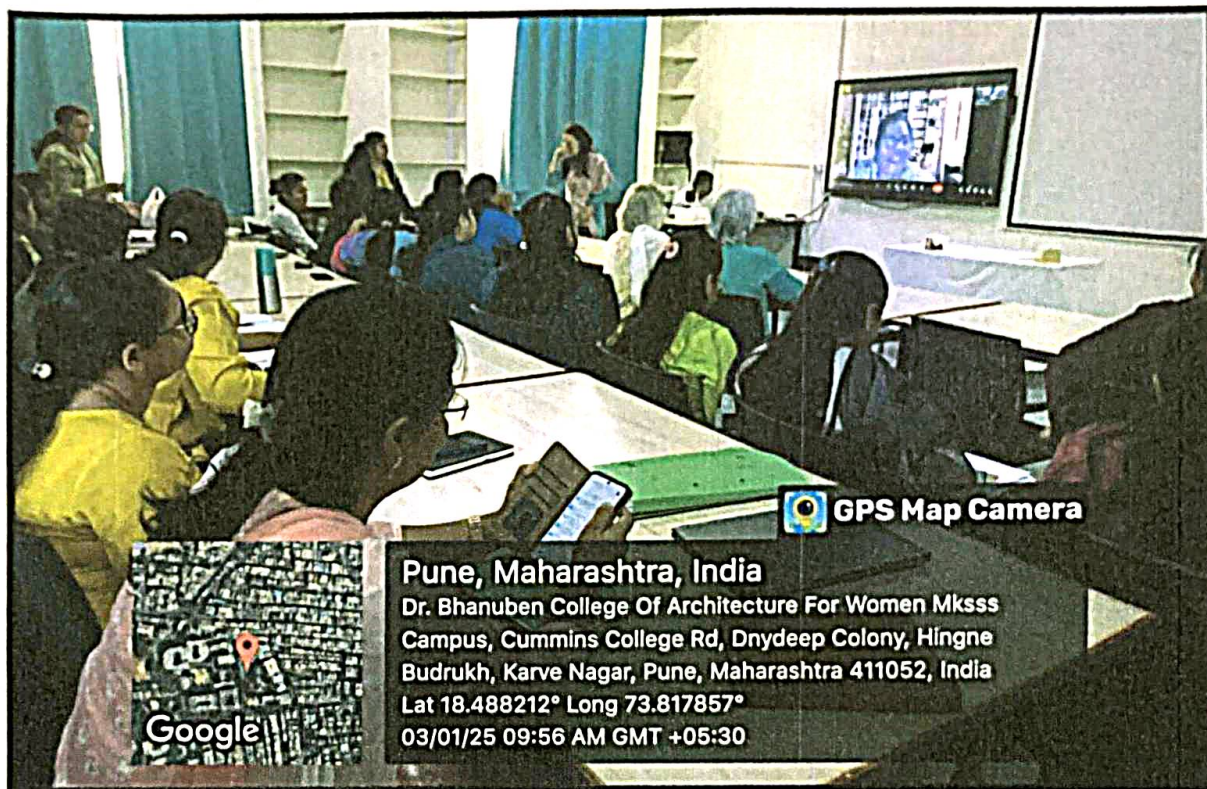 GPS Map Camera
Pune, Maharashtra, India
Dr. Bhanuben College Of Architecture For Women Mksss
Campus, Cummins College Rd, Dnydeep Colony, Hingne
Budrukh, Karve Nagar, Pune, Maharashtra 411052, India
Lat 18.488212° Long 73.817857°
03/01/25 09:56 AM GMT +05:30
Google